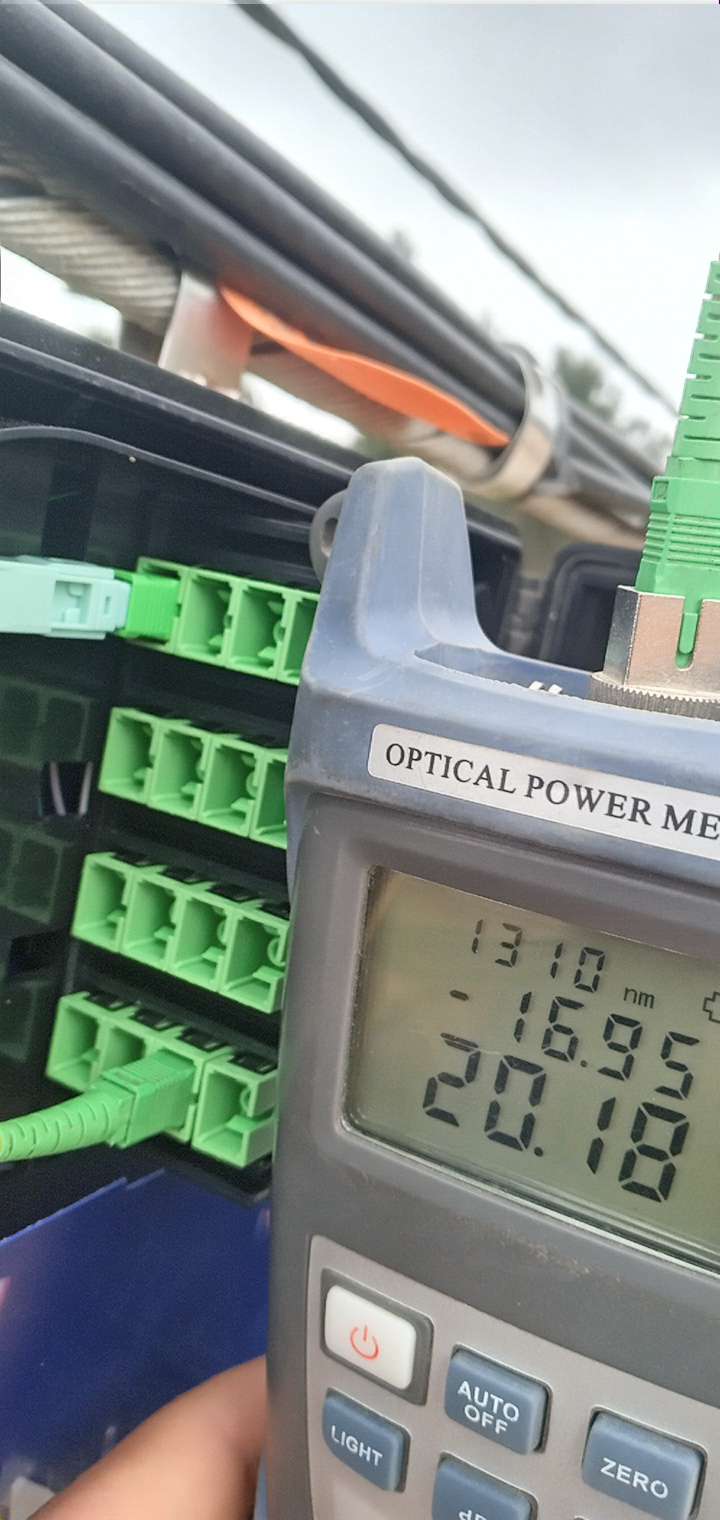 OPTICAL POWER ME
1310 nm
-16.95
20.18
AUTO
OFF
LIGHT
ZERO